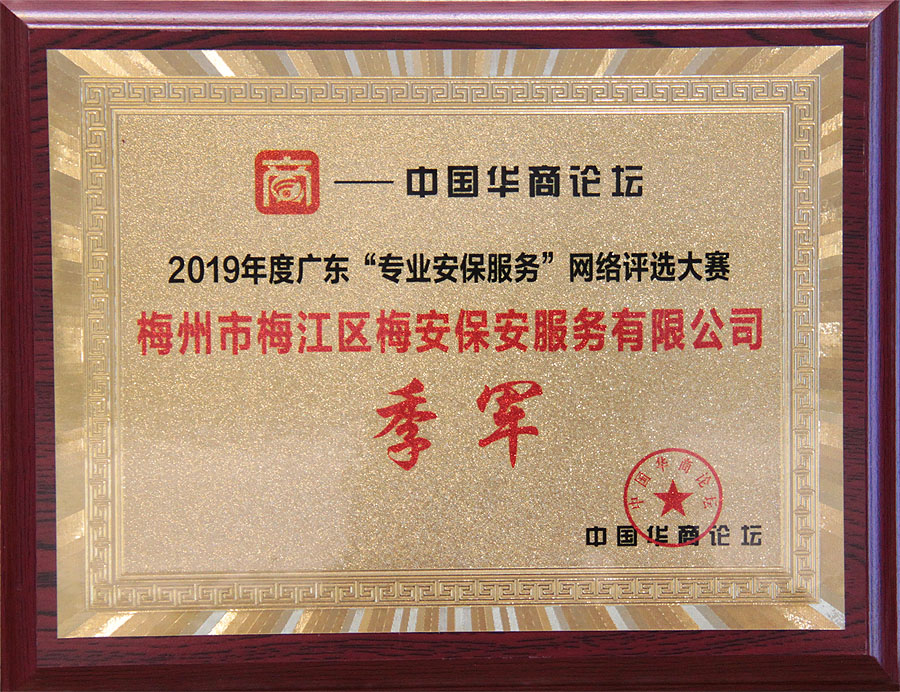 商 ——中国华商论坛
2019年度广东“专业安保服务”网络评选大赛
梅州市梅江区梅安保安服务有限公司
季军
中国华商论坛
中国华商论坛